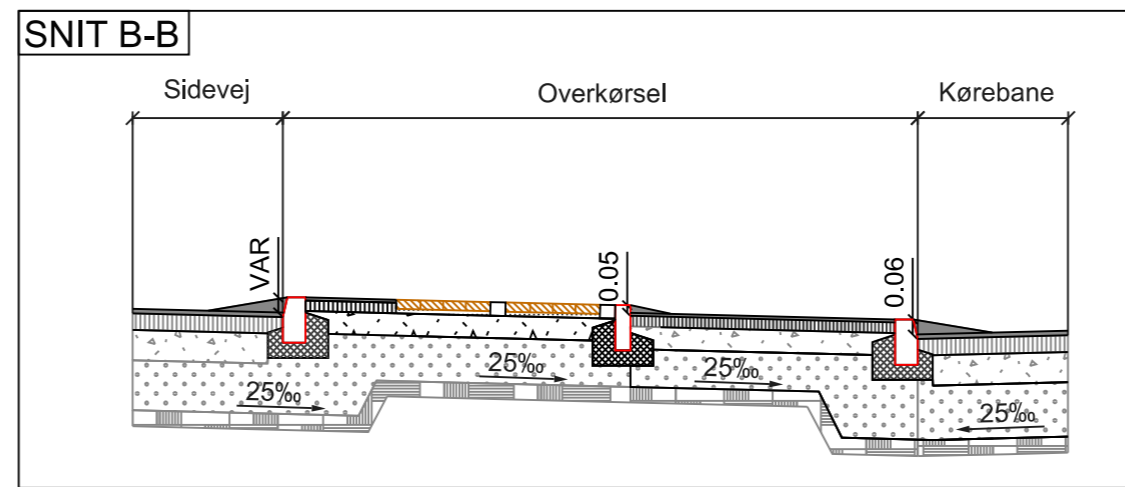 SNIT B-B
Sidevej
Overkørsel
Kørebane
VAR
0.05
0.06
25‰
25‰
25‰
25‰